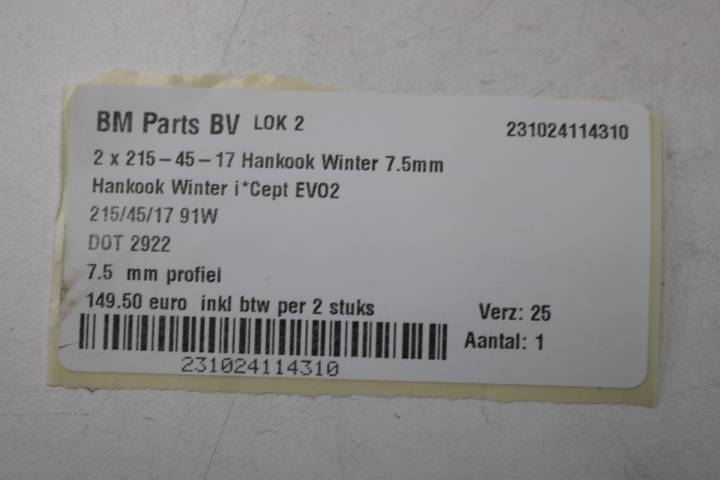 BM Parts BV LOK 2 231024114310
2 x 215-45-17 Hankook Winter 7.5mm
Hankook Winter i*Cept EVO2
215/45/17 91W
DOT 2922
7.5 mm profiel
149.50 euro inkl btw per 2 stuks
Verz: 25
Aantal: 1
231024114310